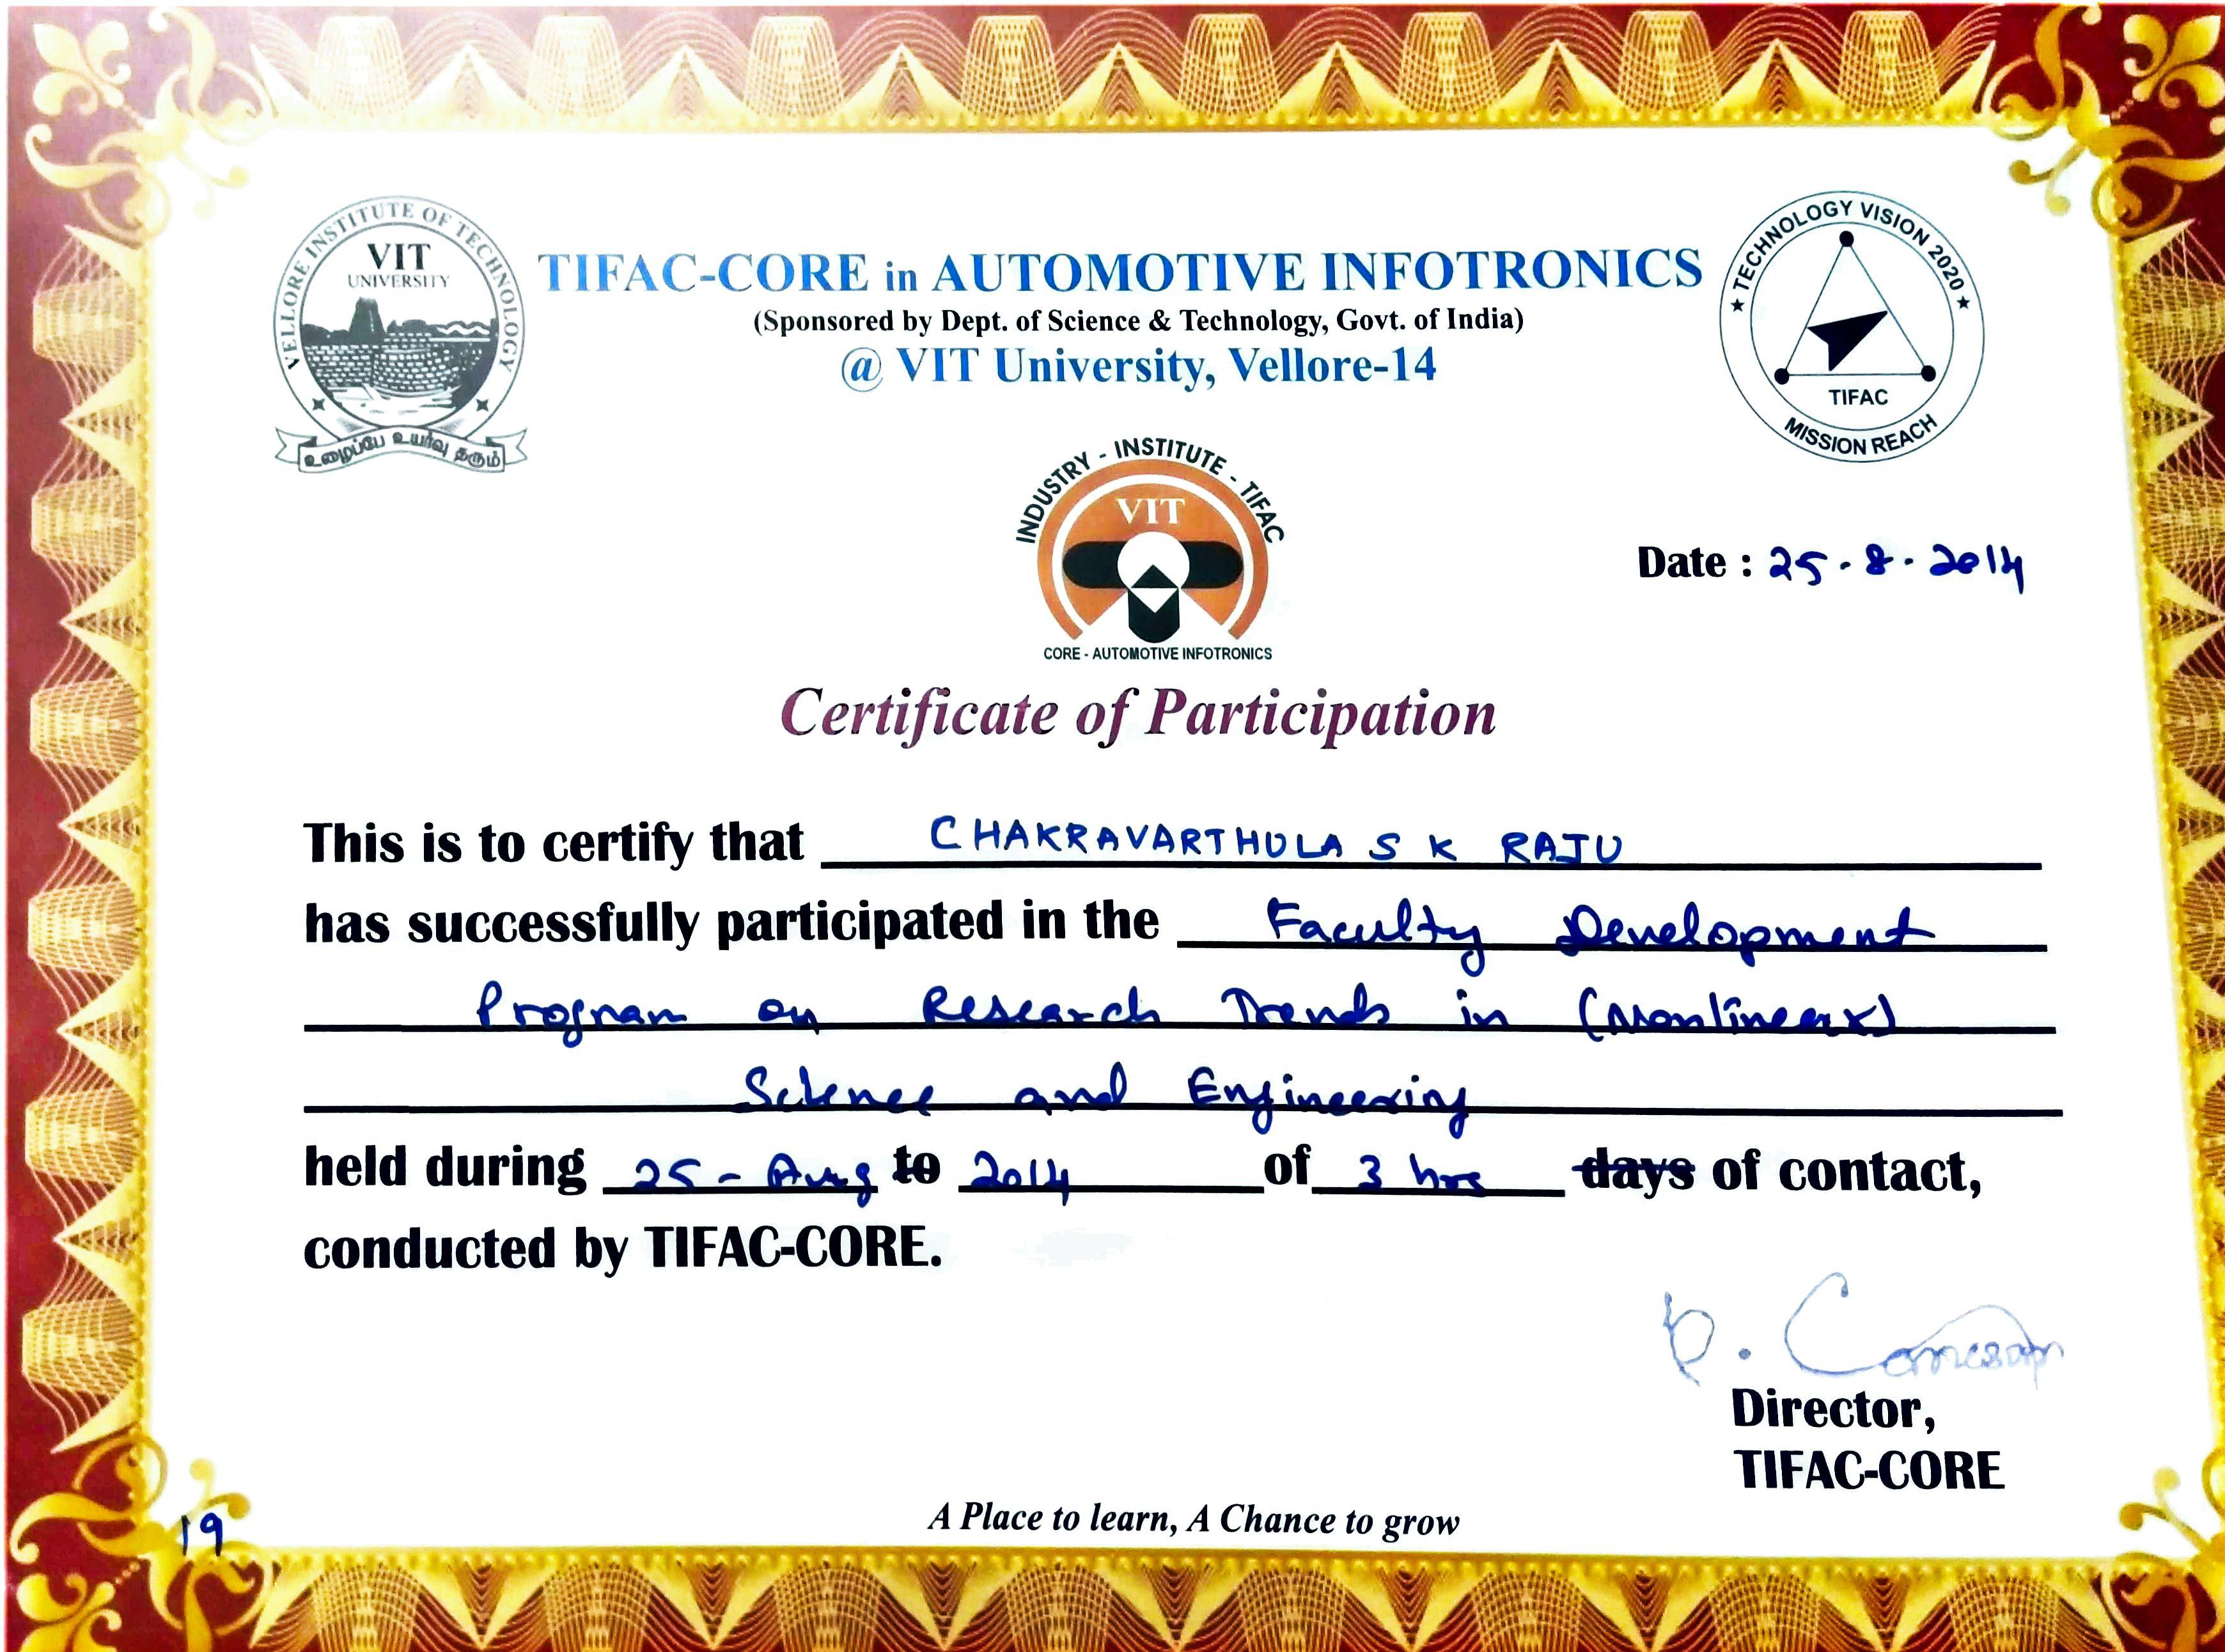 VELLORE INSTITUTE OF TECHNOLOGY
VIT
UNIVERSITY
உழைப்பே உயர்வு தரும்
TIFAC-CORE in AUTOMOTIVE INFOTRONICS
(Sponsored by Dept. of Science & Technology, Govt. of India)
@ VIT University, Vellore-14
★ TECHNOLOGY VISION 2020 ★
TIFAC
MISSION REACH
INDUSTRY - INSTITUTE - TIFAC
VIT
CORE - AUTOMOTIVE INFOTRONICS
Date : 25-8-2014
Certificate of Participation
This is to certify that CHAKRAVARTHULA S K RAJU
has successfully participated in the Faculty Development
Program on Research Trends in (Nonlinear)
Science and Engineering
held during 25-Aug to 2014 of 3 hrs days of contact,
conducted by TIFAC-CORE.
Director,
TIFAC-CORE
A Place to learn, A Chance to grow
19